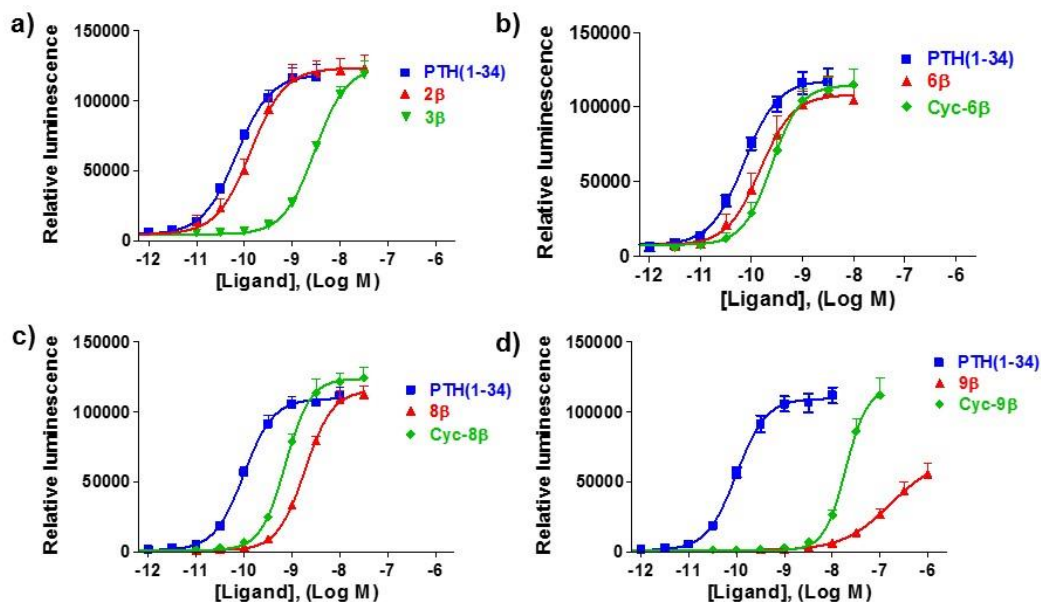 a)
150000
100000
50000
0
Relative luminescence
-12 -11 -10 -9 -8 -7 -6
[Ligand], (Log M)
PTH(1-34)
2β
3β
b)
150000
100000
50000
0
Relative luminescence
-12 -11 -10 -9 -8 -7 -6
[Ligand], (Log M)
PTH(1-34)
6β
Cyc-6β
c)
150000
100000
50000
0
Relative luminescence
-12 -11 -10 -9 -8 -7 -6
[Ligand], (Log M)
PTH(1-34)
8β
Cyc-8β
d)
150000
100000
50000
0
Relative luminescence
-12 -11 -10 -9 -8 -7 -6
[Ligand], (Log M)
PTH(1-34)
9β
Cyc-9β